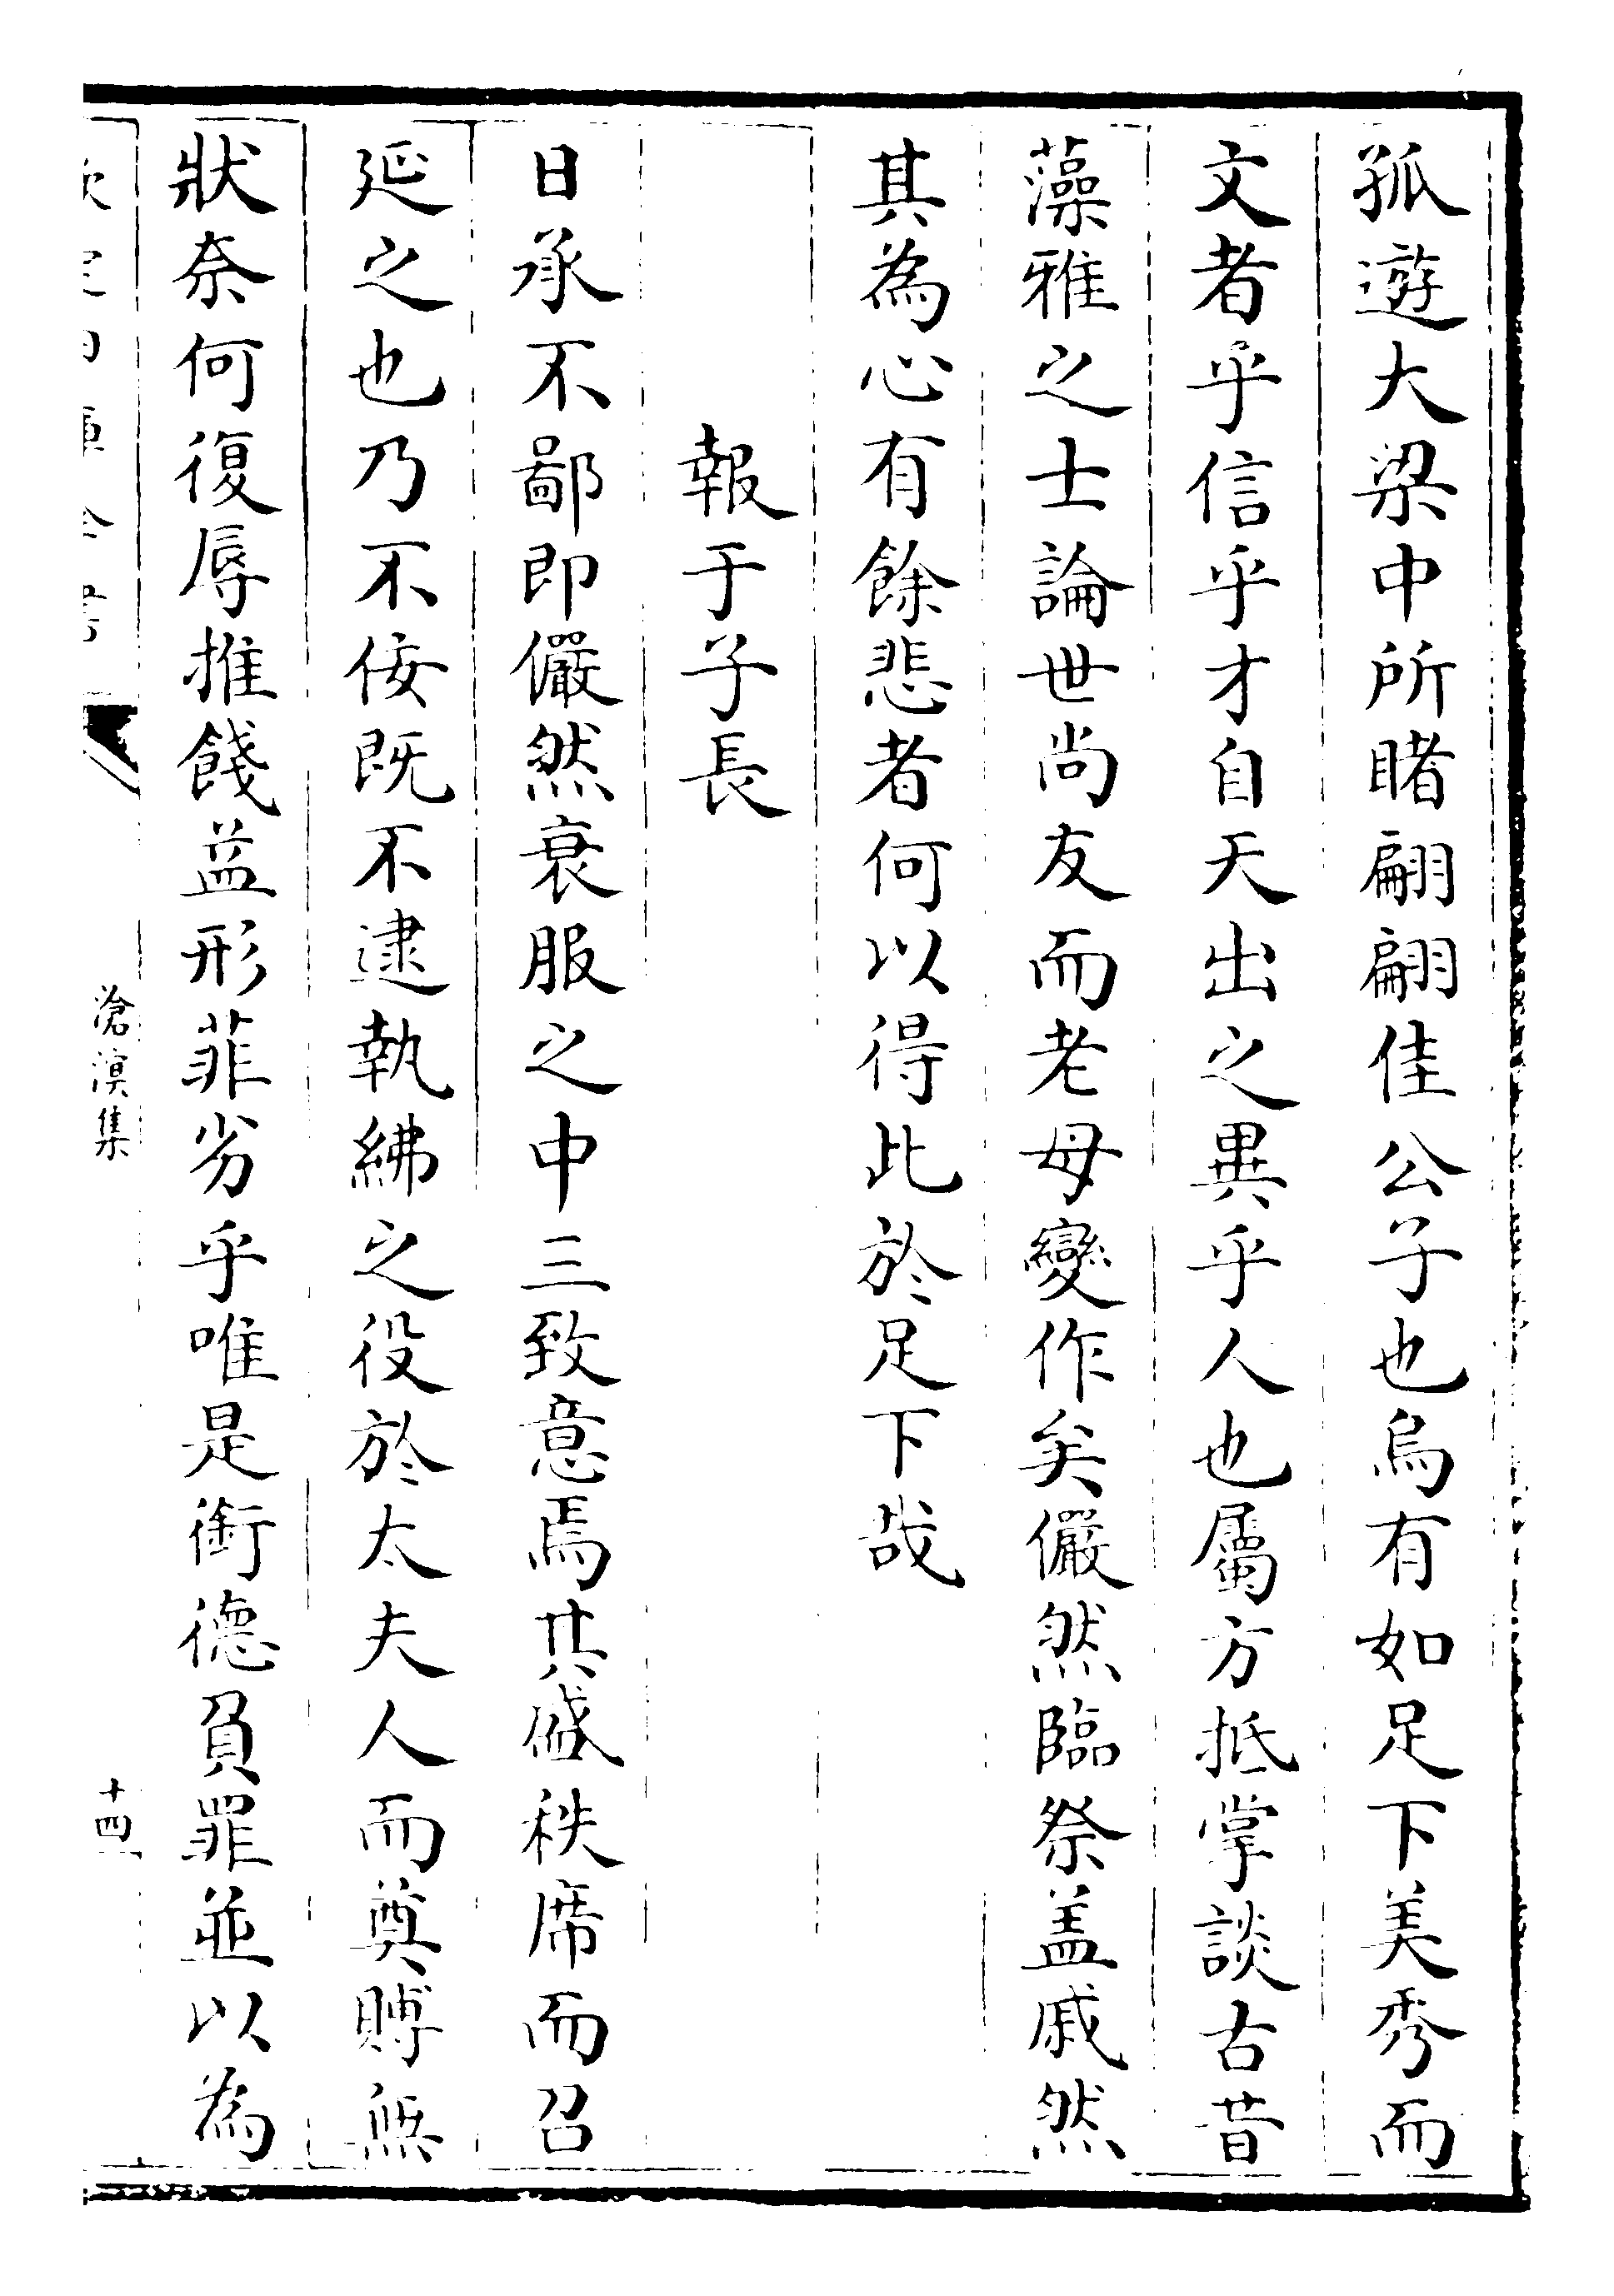 孤遊大梁中所睹翩翩佳公子也烏有如足下美秀而
文者乎信乎才自天出之異乎人也屬方抵掌談古昔
藻雅之士論世尚友而老母變作矣儼然臨祭盖戚然
其為心有餘悲者何以得此於足下哉
報于子長
日承不鄙即儼然衰服之中三致意焉其盛秩席而召
延之也乃不佞既不逮執紼之役於太夫人而奠賻無
狀奈何復辱推餞益形菲劣乎唯是銜德負罪並以為
欽定四庫全書
滄溟集
十四